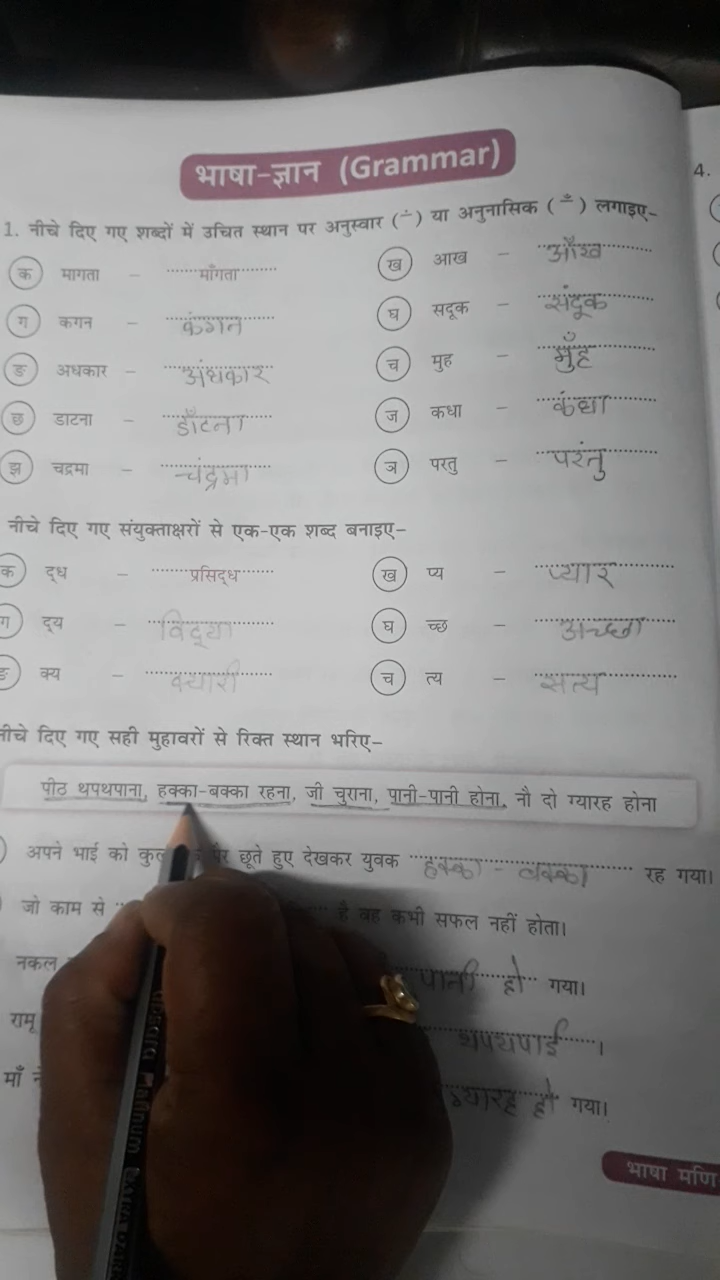 भाषा-ज्ञान (Grammar)
4.
1. नीचे दिए गए शब्दों में उचित स्थान पर अनुस्वार ( ं ) या अनुनासिक ( ँ ) लगाइए-
क मागता - माँगता ख आख - आँख
ग कगन - कंगन घ सदूक - संदूक
ङ अधकार - अंधकार च मुह - मुँह
छ डाटना - डाँटना ज कधा - कंधा
झ चद्रमा - चंद्रमा ञ परतु - परंतु
नीचे दिए गए संयुक्ताक्षरों से एक-एक शब्द बनाइए-
क द्ध - प्रसिद्ध ख प्य - प्यार
ग द्य - विद्या घ च्छ - अच्छा
ङ क्य - क्यारी च त्य - सत्य
नीचे दिए गए सही मुहावरों से रिक्त स्थान भरिए-
पीठ थपथपाना, हक्का-बक्का रहना, जी चुराना, पानी-पानी होना, नौ दो ग्यारह होना
अपने भाई को छूते हुए देखकर युवक हक्का - बक्का रह गया।
जो काम से है वह कभी सफल नहीं होता।
नकल पानी हो गया।
रामू थपथपाई ।
माँ ग्यारह हो गया।
भाषा मणि